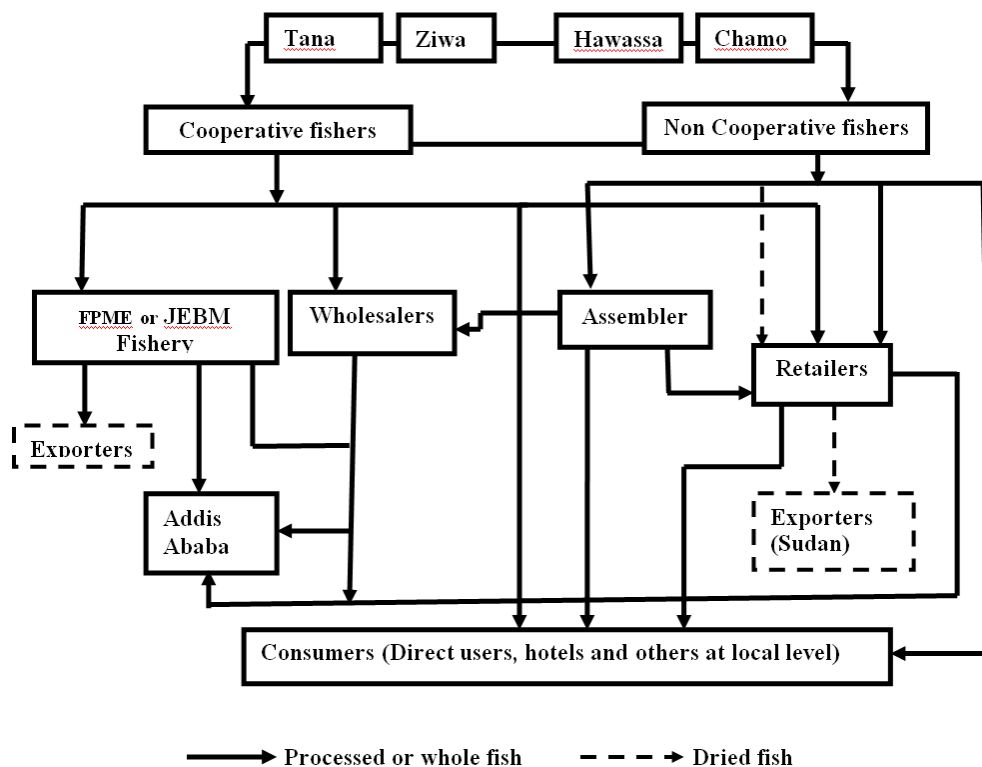 Tana
Ziwa
Hawassa
Chamo
Cooperative fishers
Non Cooperative fishers
FPME or JEBM
Fishery
Wholesalers
Assembler
Retailers
Exporters
Addis
Ababa
Exporters
(Sudan)
Consumers (Direct users, hotels and others at local level)
Processed or whole fish
Dried fish